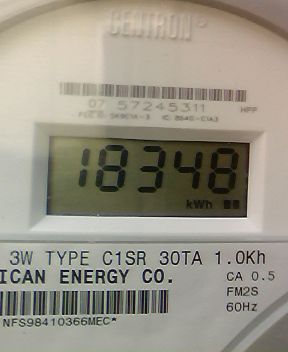 CENTRON
07 57245311 HPP
18348
kWh
3W TYPE C1SR 30TA 1.0Kh
ICAN ENERGY CO. CA 0.5
FM2S
60Hz
NFS98410366MEC*